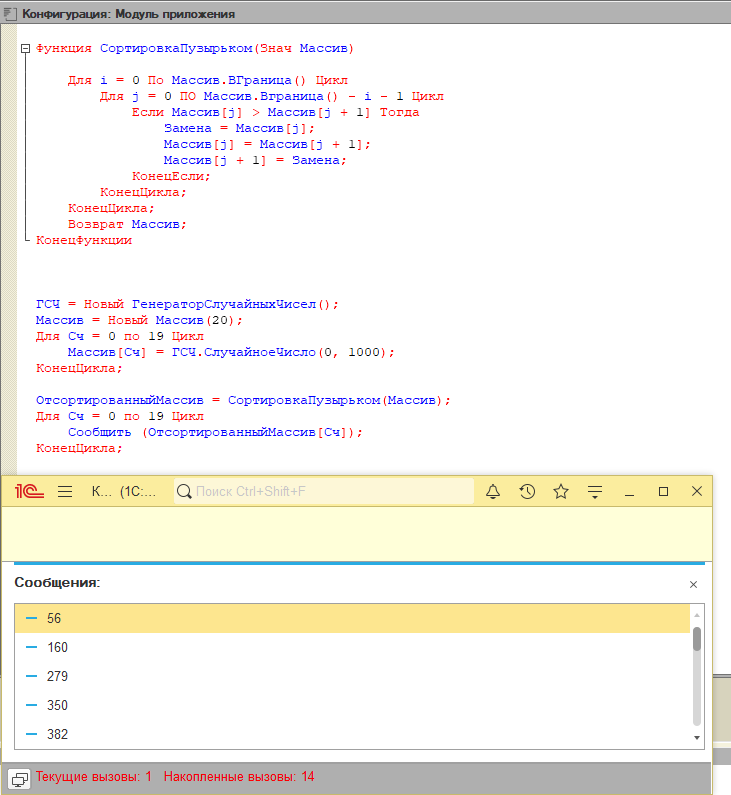 Конфигурация: Модуль приложения
Функция СортировкаПузырьком(Знач Массив)
Для i = 0 По Массив.ВГраница() Цикл
Для j = 0 ПО Массив.Вграница() - i - 1 Цикл
Если Массив[j] > Массив[j + 1] Тогда
Замена = Массив[j];
Массив[j] = Массив[j + 1];
Массив[j + 1] = Замена;
КонецЕсли;
КонецЦикла;
КонецЦикла;
Возврат Массив;
КонецФункции
ГСЧ = Новый ГенераторСлучайныхЧисел();
Массив = Новый Массив(20);
Для Сч = 0 по 19 Цикл
Массив[Сч] = ГСЧ.СлучайноеЧисло(0, 1000);
КонецЦикла;
ОтсортированныйМассив = СортировкаПузырьком(Массив);
Для Сч = 0 по 19 Цикл
Сообщить (ОтсортированныйМассив[Сч]);
КонецЦикла;
1С К... (1С:... Поиск Ctrl+Shift+F
Сообщения:
56
160
279
350
382
Текущие вызовы: 1 Накопленные вызовы: 14